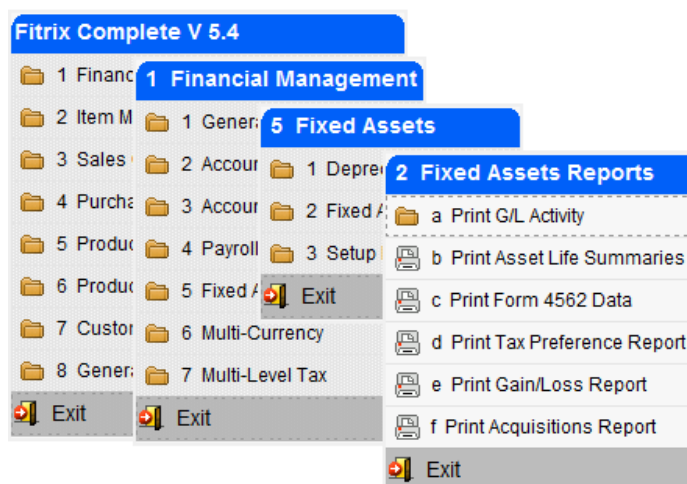 Fitrix Complete V 5.4
1 Financ
2 Item M
3 Sales
4 Purcha
5 Produc
6 Produc
7 Custor
8 Genera
Exit
1 Financial Management
1 Genera
2 Accour
3 Accour
4 Payroll
5 Fixed A
6 Multi-Currency
7 Multi-Level Tax
Exit
5 Fixed Assets
1 Deprec
2 Fixed A
3 Setup
Exit
2 Fixed Assets Reports
a Print G/L Activity
b Print Asset Life Summaries
c Print Form 4562 Data
d Print Tax Preference Report
e Print Gain/Loss Report
f Print Acquisitions Report
Exit